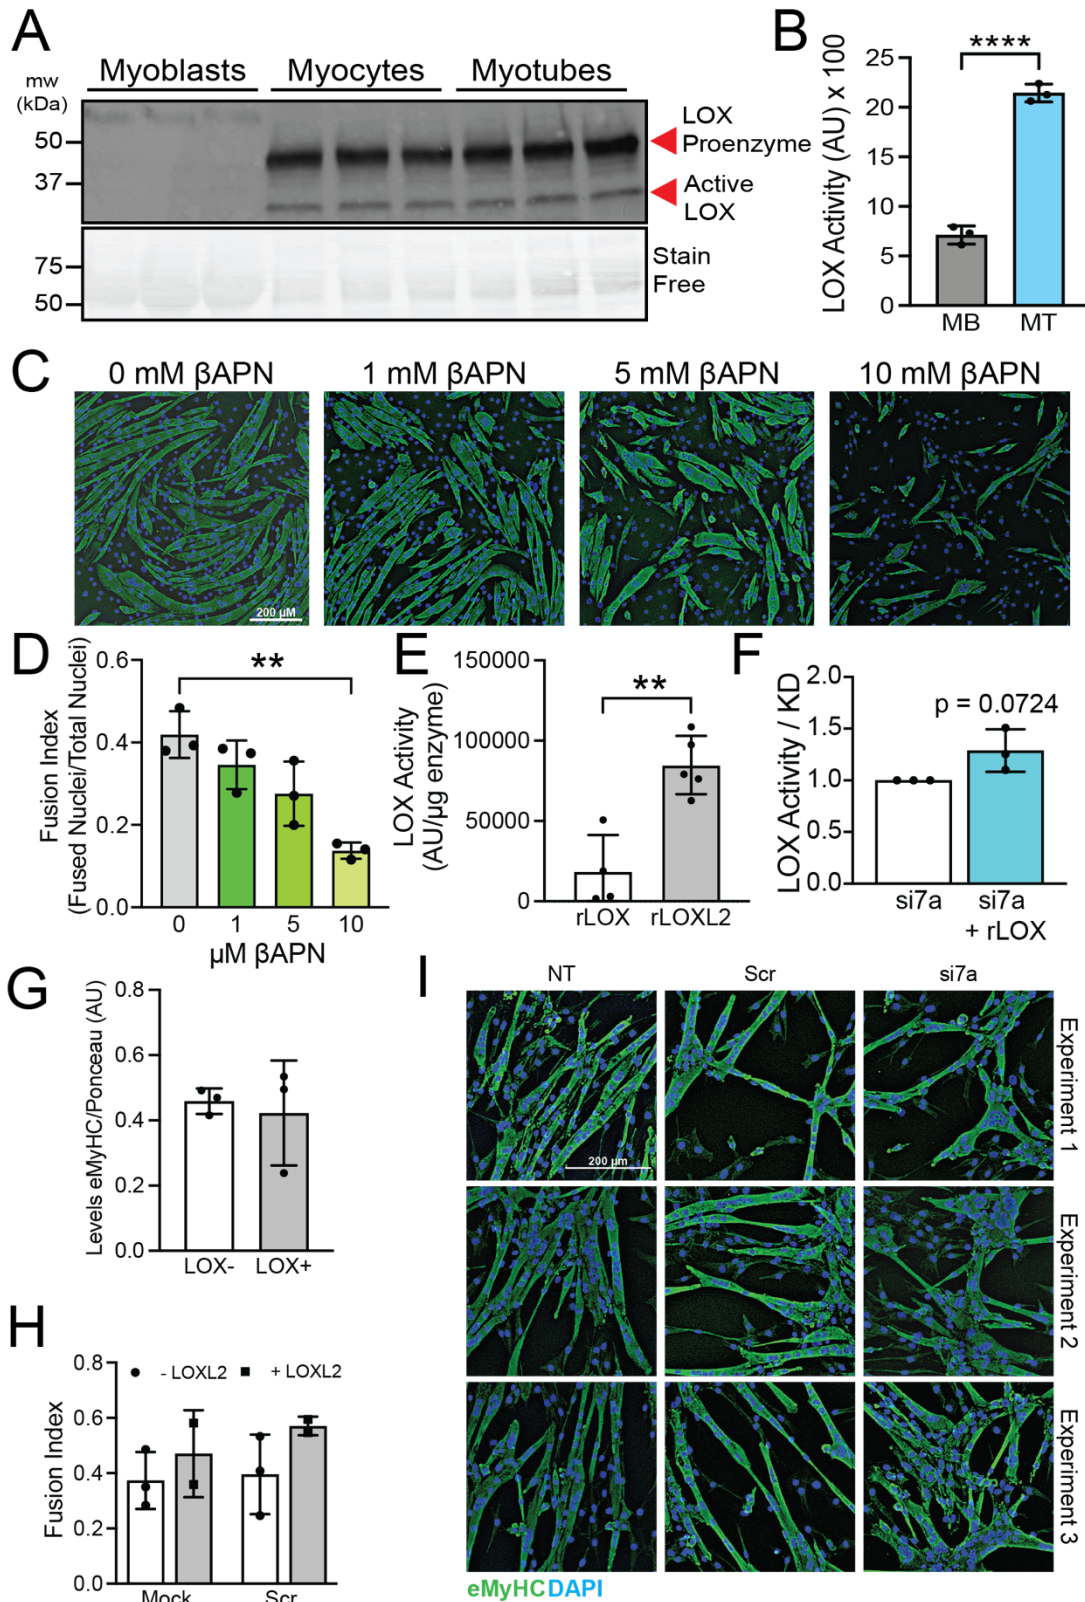 A
mw
(kDa)
Myoblasts
Myocytes
Myotubes
50
37
LOX
Proenzyme
Active
LOX
75
50
Stain
Free
B
LOX Activity (AU) x 100
25
20
15
10
5
0
****
MB
MT
C
0 mM βAPN
1 mM βAPN
5 mM βAPN
10 mM βAPN
200 µM
D
Fusion Index
(Fused Nuclei/Total Nuclei)
0.6
0.4
0.2
0.0
**
0
1
5
10
µM βAPN
E
LOX Activity
(AU/µg enzyme)
150000
100000
50000
0
**
rLOX
rLOXL2
F
LOX Activity / KD
2.0
1.5
1.0
0.5
0.0
p = 0.0724
si7a
si7a
+ rLOX
G
Levels eMyHC/Ponceau (AU)
0.8
0.6
0.4
0.2
0.0
LOX-
LOX+
H
Fusion Index
0.8
0.6
0.4
0.2
0.0
- LOXL2
+ LOXL2
Mock
Scr
I
NT
Scr
si7a
200 µm
Experiment 1
Experiment 2
Experiment 3
eMyHC DAPI